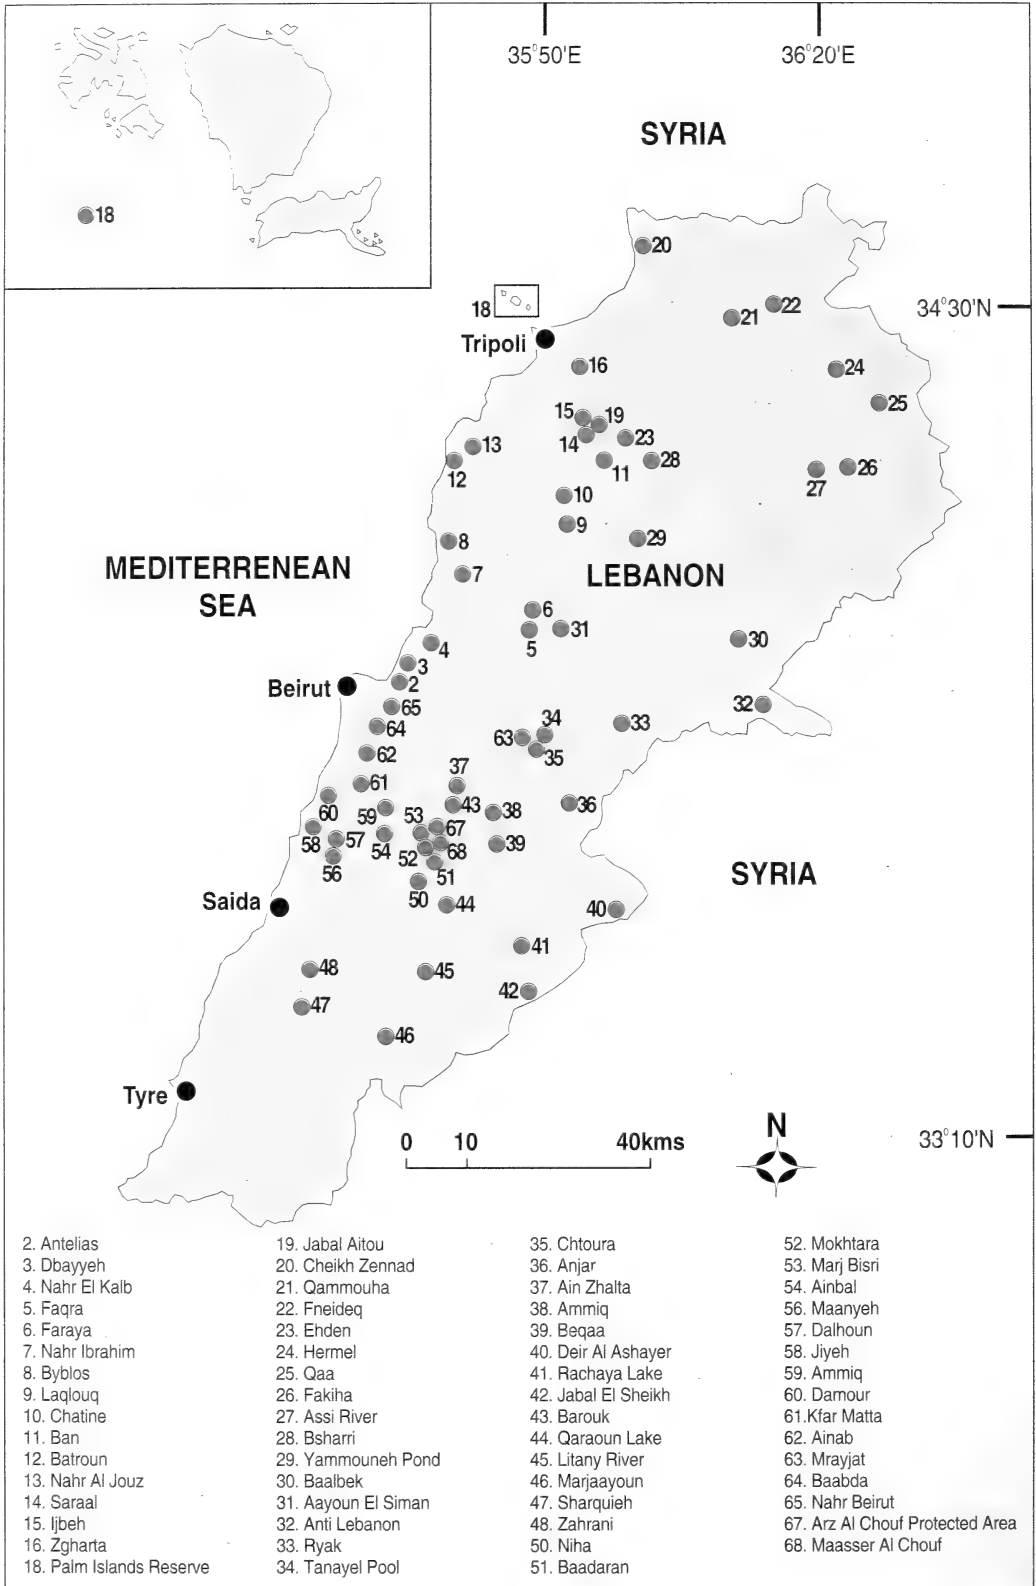 35°50'E
36°20'E
SYRIA
18
20
18
34°30'N
21
22
Tripoli
16
24
25
15
19
14
23
13
12
11
28
27
26
10
9
8
29
MEDITERRENEAN
SEA
7
LEBANON
6
5
31
4
30
3
Beirut
2
65
32
64
34
33
63
62
35
61
37
60
59
43
38
36
53
67
58
57
54
39
52
68
56
51
SYRIA
50
Saida
44
40
41
48
45
42
47
46
Tyre
0 10 40kms
N
33°10'N
2. Antelias
3. Dbayyeh
4. Nahr El Kalb
5. Faqra
6. Faraya
7. Nahr Ibrahim
8. Byblos
9. Laqlouq
10. Chatine
11. Ban
12. Batroun
13. Nahr Al Jouz
14. Saraal
15. Ijbeh
16. Zgharta
18. Palm Islands Reserve
19. Jabal Aitou
20. Cheikh Zennad
21. Qammouha
22. Fneideq
23. Ehden
24. Hermel
25. Qaa
26. Fakiha
27. Assi River
28. Bsharri
29. Yammouneh Pond
30. Baalbek
31. Aayoun El Siman
32. Anti Lebanon
33. Ryak
34. Tanayel Pool
35. Chtoura
36. Anjar
37. Ain Zhalta
38. Ammiq
39. Beqaa
40. Deir Al Ashayer
41. Rachaya Lake
42. Jabal El Sheikh
43. Barouk
44. Qaraoun Lake
45. Litany River
46. Marjaayoun
47. Sharquieh
48. Zahrani
50. Niha
51. Baadaran
52. Mokhtara
53. Marj Bisri
54. Ainbal
56. Maanyeh
57. Dalhoun
58. Jiyeh
59. Ammiq
60. Damour
61.Kfar Matta
62. Ainab
63. Mrayjat
64. Baabda
65. Nahr Beirut
67. Arz Al Chouf Protected Area
68. Maasser Al Chouf